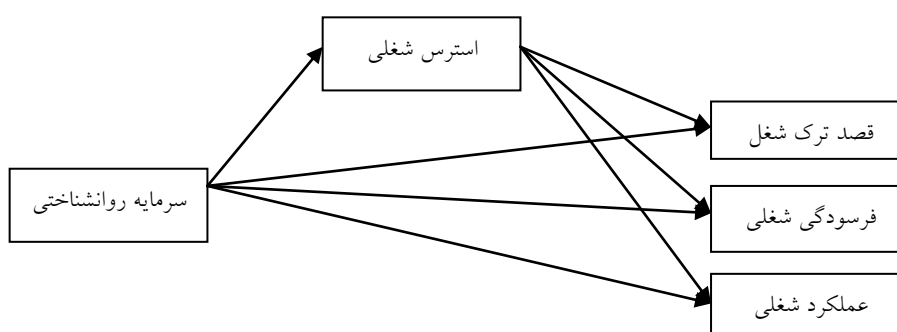 استرس شغلی
قصد ترک شغل
سرمایه روانشناختی
فرسودگی شغلی
عملکرد شغلی